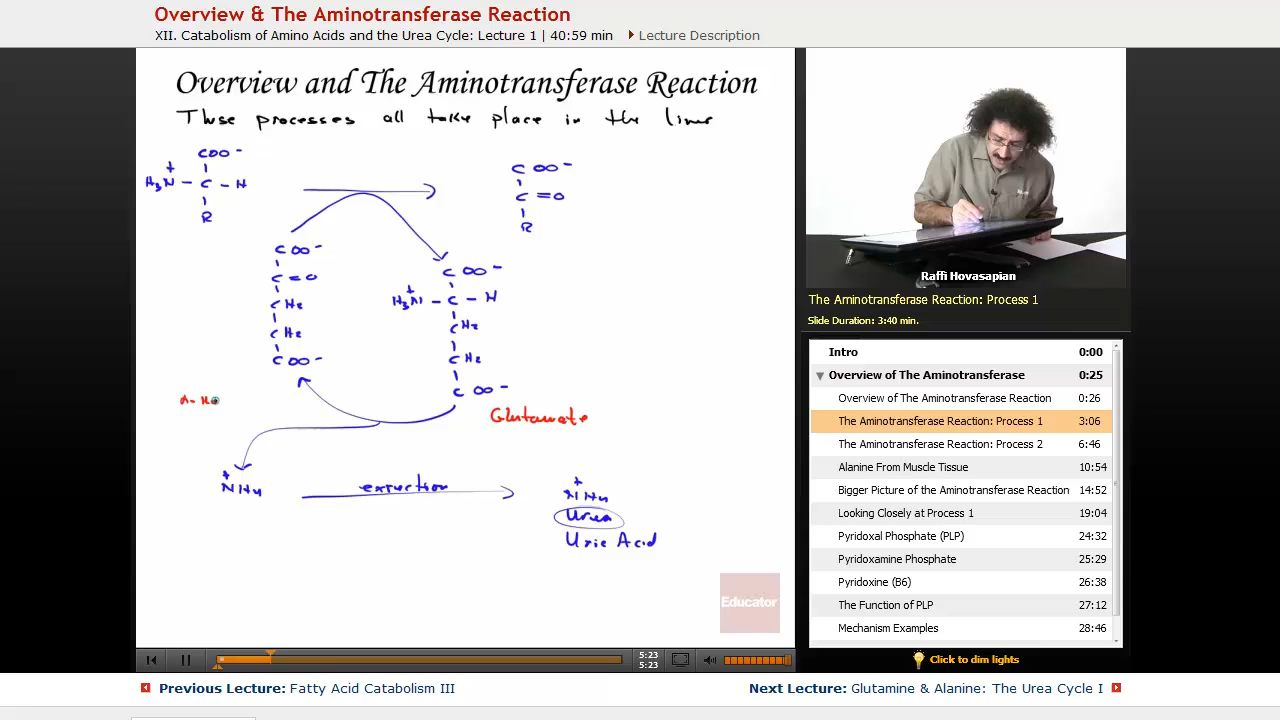 Overview & The Aminotransferase Reaction
XII. Catabolism of Amino Acids and the Urea Cycle: Lecture 1 | 40:59 min
Lecture Description
Overview and The Aminotransferase Reaction
These processes all take place in the liver
COO⁻
H₃N⁺ - C - H
R
COO⁻
C=O
R
COO⁻
C=O
CH₂
CH₂
COO⁻
COO⁻
H₃N⁺ - C - H
CH₂
CH₂
COO⁻
Glutamate
α-
⁺NH₄
⁺NH₄
Urea
Uric Acid
Educator
Raffi Hovasapian
The Aminotransferase Reaction: Process 1
Slide Duration: 3:40 min.
Intro 0:00
Overview of The Aminotransferase 0:25
Overview of The Aminotransferase Reaction 0:26
The Aminotransferase Reaction: Process 1 3:06
The Aminotransferase Reaction: Process 2 6:46
Alanine From Muscle Tissue 10:54
Bigger Picture of the Aminotransferase Reaction 14:52
Looking Closely at Process 1 19:04
Pyridoxal Phosphate (PLP) 24:32
Pyridoxamine Phosphate 25:29
Pyridoxine (B6) 26:38
The Function of PLP 27:12
Mechanism Examples 28:46
5:23
5:23
Click to dim lights
Previous Lecture: Fatty Acid Catabolism III
Next Lecture: Glutamine & Alanine: The Urea Cycle I